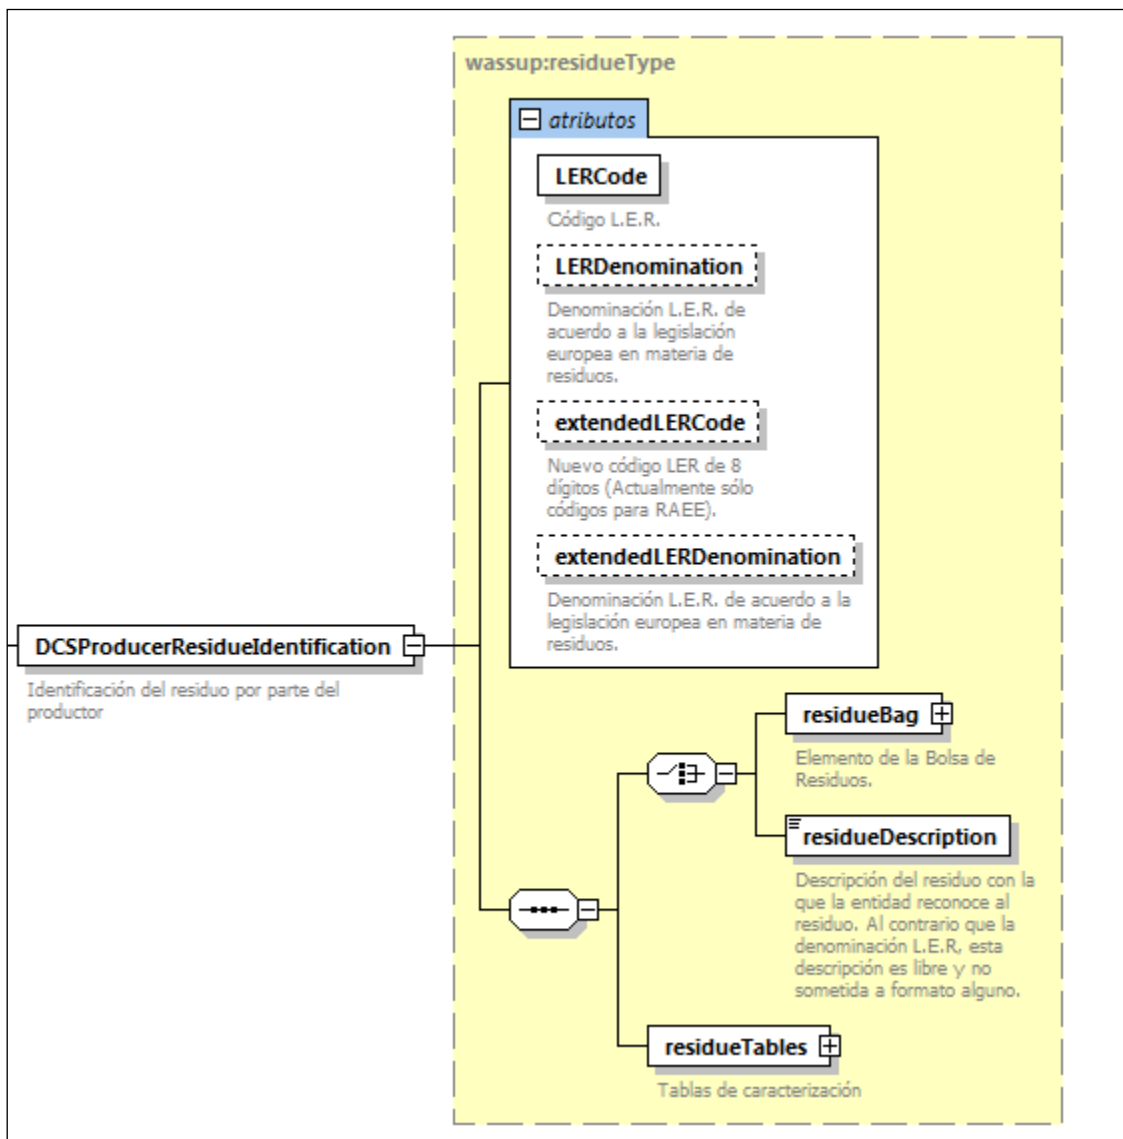 wassup:residueType
atributos
LERCode
Código L.E.R.
LERDenomination
Denominación L.E.R. de
acuerdo a la legislación
europea en materia de
residuos.
extendedLERCode
Nuevo código LER de 8
dígitos (Actualmente sólo
códigos para RAEE).
extendedLERDenomination
Denominación L.E.R. de acuerdo a la
legislación europea en materia de
residuos.
DCSProducerResidueIdentification
Identificación del residuo por parte del
productor
residueBag
Elemento de la Bolsa de
Residuos.
residueDescription
Descripción del residuo con la
que la entidad reconoce al
residuo. Al contrario que la
denominación L.E.R, esta
descripción es libre y no
sometida a formato alguno.
residueTables
Tablas de caracterización